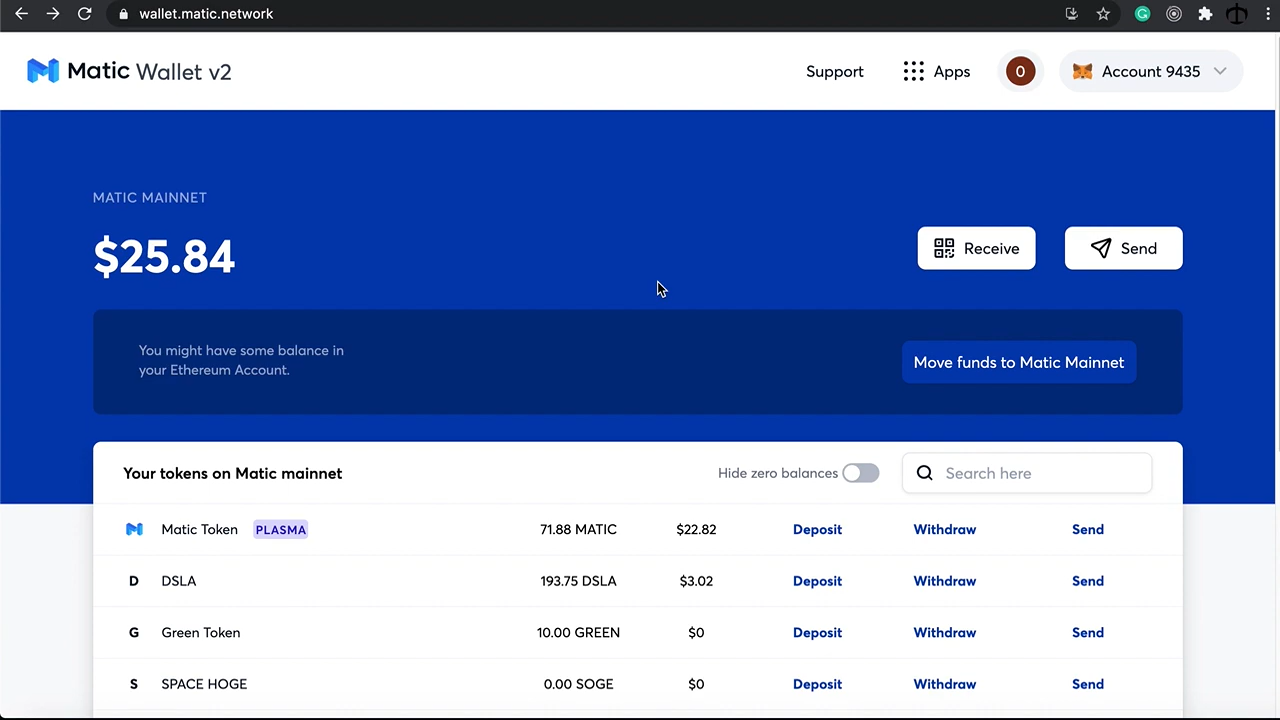 wallet.matic.network
Matic Wallet v2
Support
Apps
0
Account 9435
MATIC MAINNET
$25.84
Receive
Send
You might have some balance in
your Ethereum Account.
Move funds to Matic Mainnet
Your tokens on Matic mainnet
Hide zero balances
Search here
Matic Token PLASMA 71.88 MATIC $22.82 Deposit Withdraw Send
D DSLA 193.75 DSLA $3.02 Deposit Withdraw Send
G Green Token 10.00 GREEN $0 Deposit Withdraw Send
S SPACE HOGE 0.00 SOGE $0 Deposit Withdraw Send